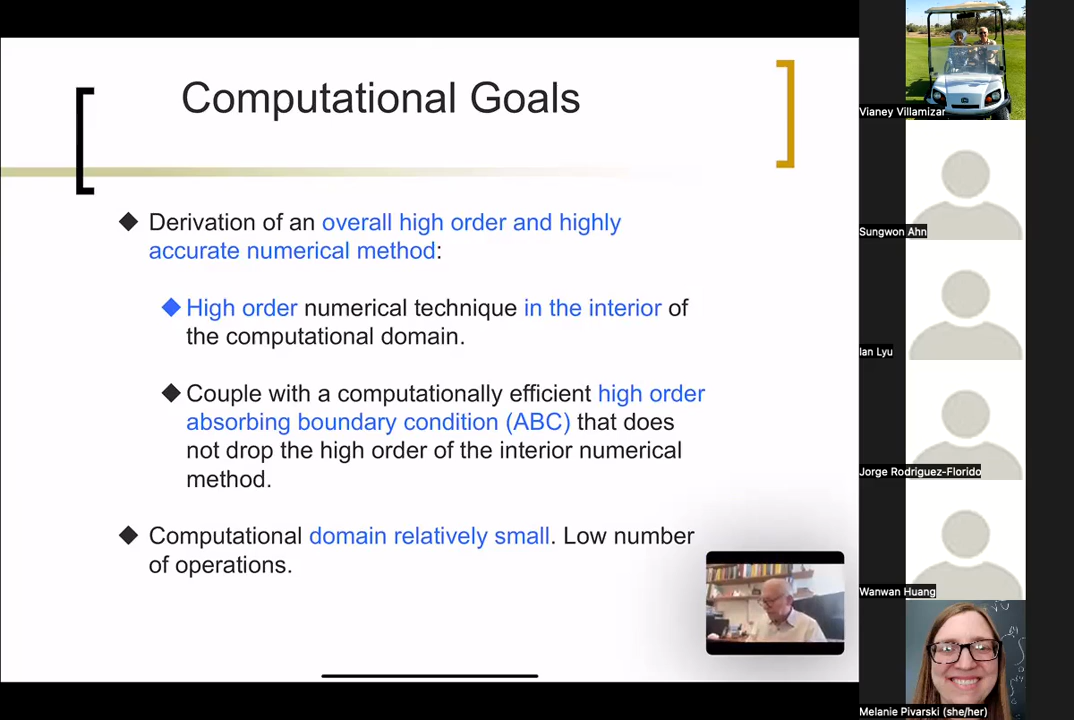 Computational Goals
Derivation of an overall high order and highly
accurate numerical method:
High order numerical technique in the interior of
the computational domain.
Couple with a computationally efficient high order
absorbing boundary condition (ABC) that does
not drop the high order of the interior numerical
method.
Computational domain relatively small. Low number
of operations.
Vianey Villamizar
Sungwon Ahn
Ian Lyu
Jorge Rodriguez-Florido
Wanwan Huang
Melanie Pivarski (she/her)